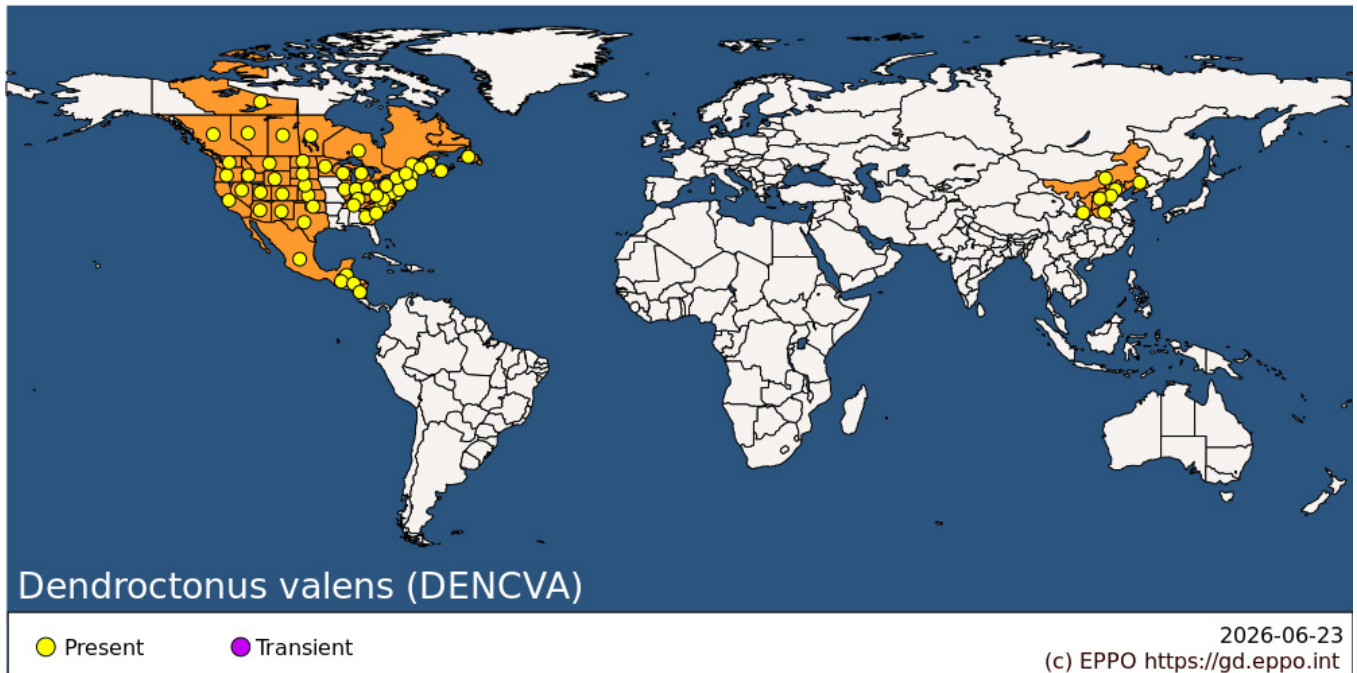 Dendroctonus valens (DENCVA)
Present
Transient
2026-06-23
(c) EPPO https://gd.eppo.int